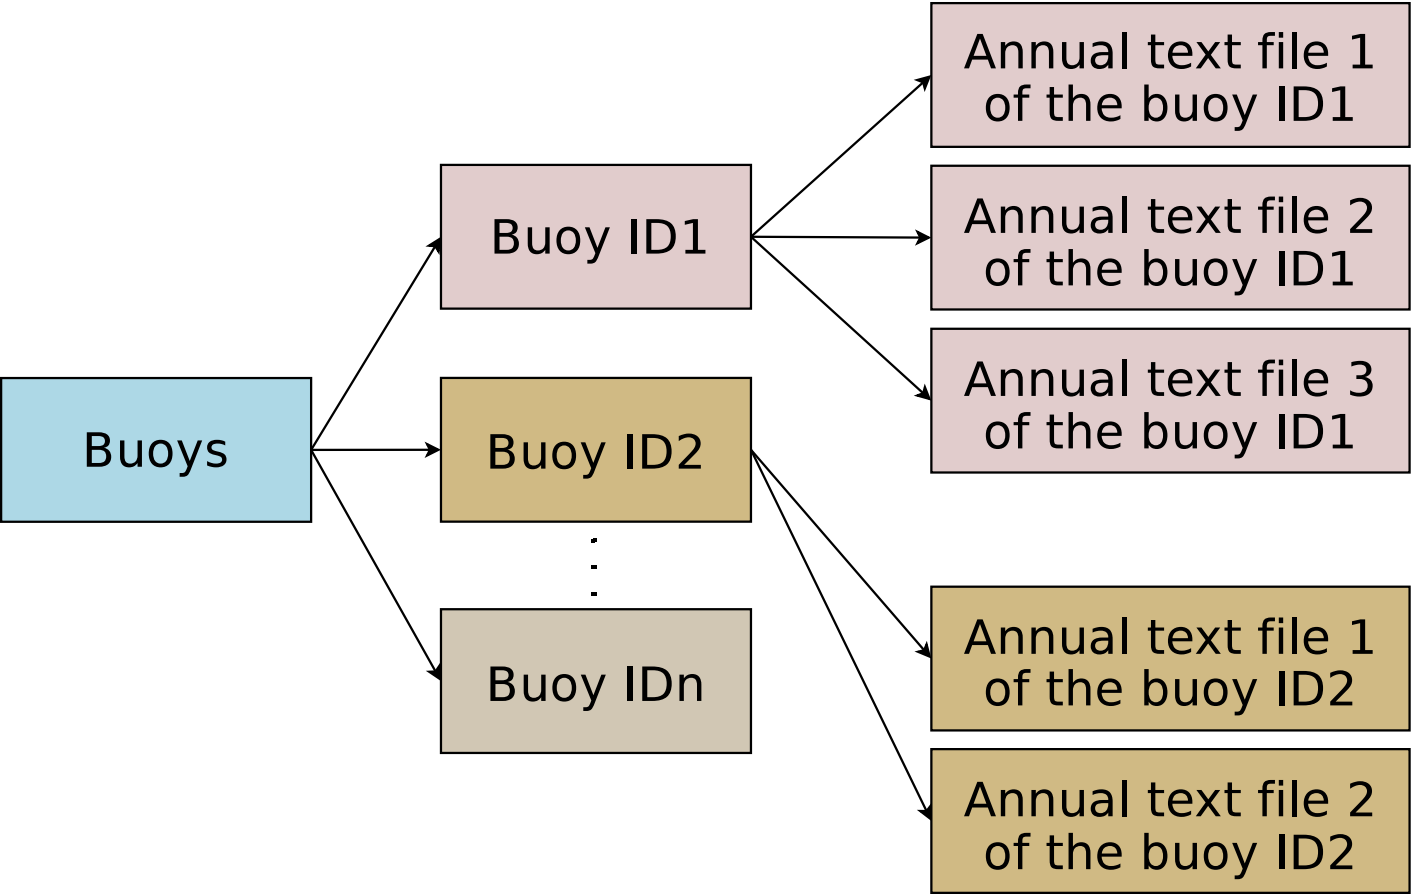 Buoys
Buoy ID1
Buoy ID2
Buoy IDn
Annual text file 1
of the buoy ID1
Annual text file 2
of the buoy ID1
Annual text file 3
of the buoy ID1
Annual text file 1
of the buoy ID2
Annual text file 2
of the buoy ID2